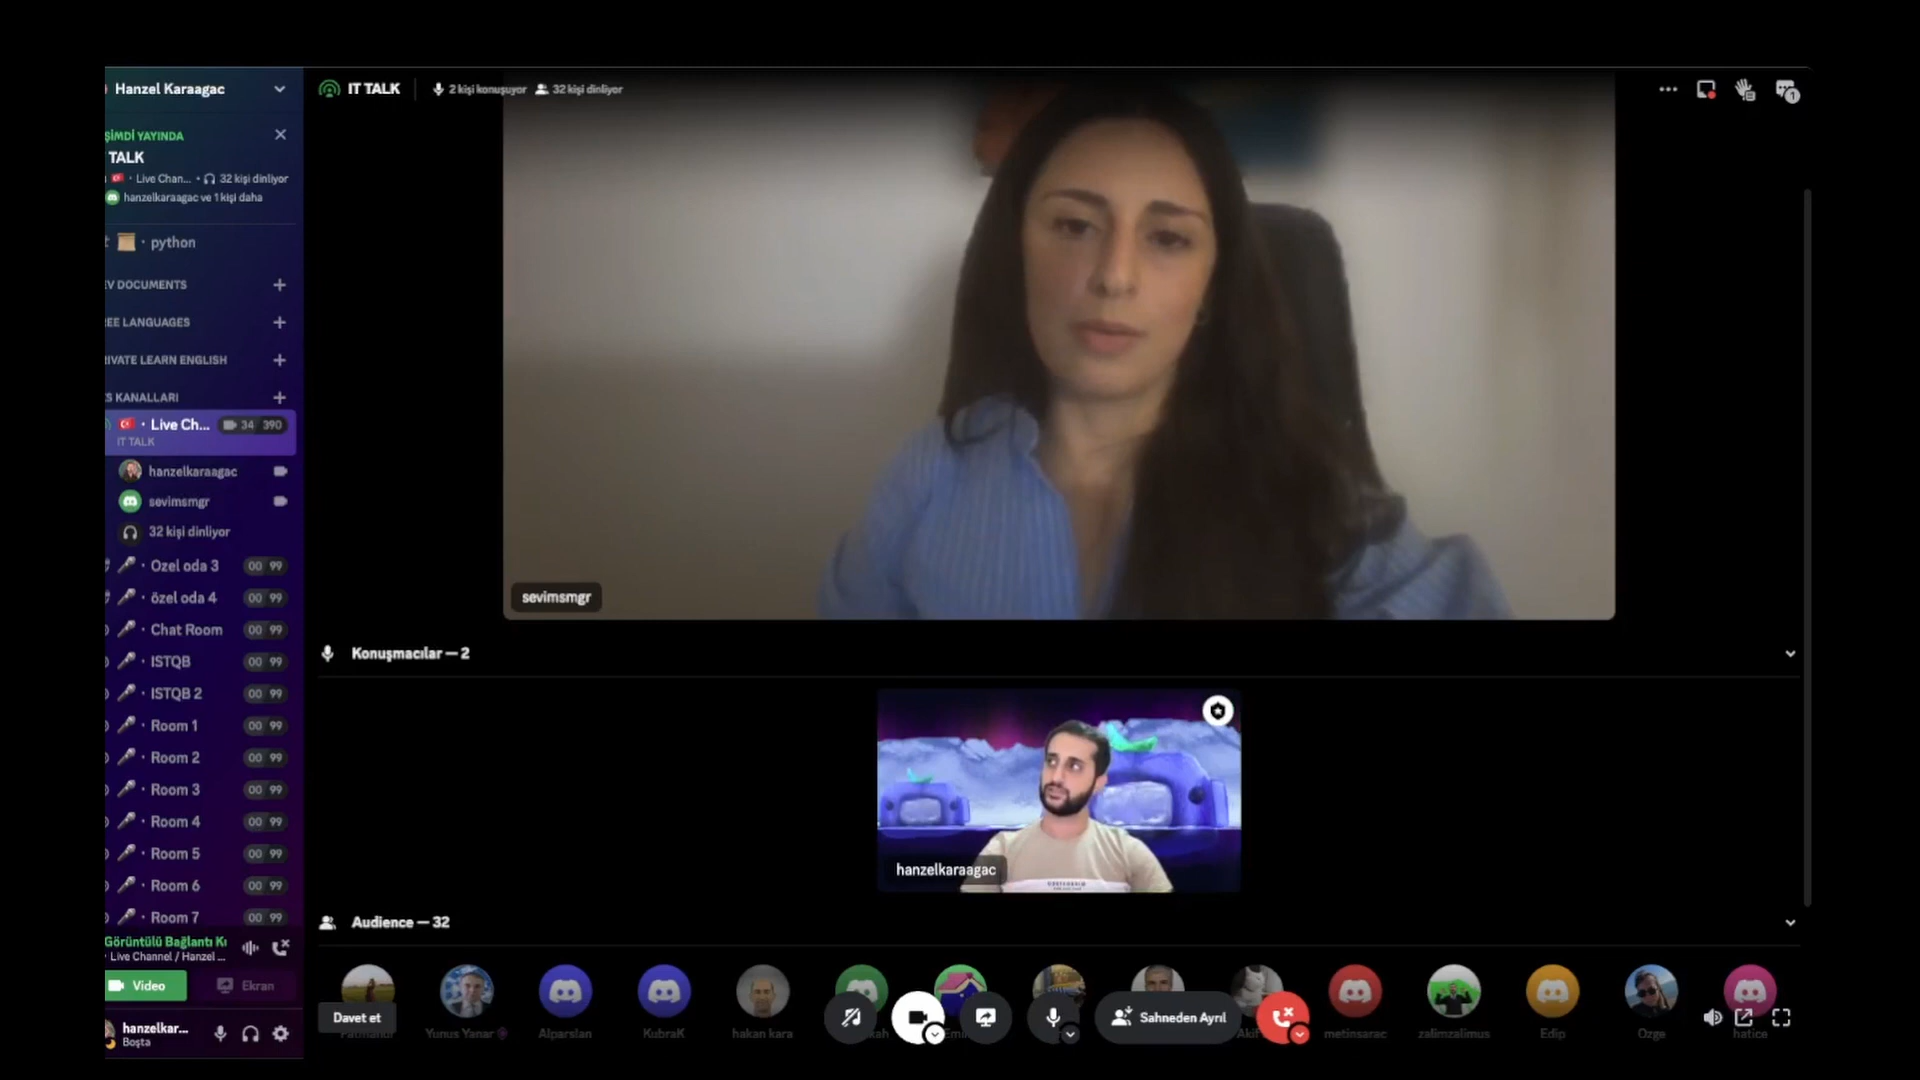 Hanzel Karaagac
ŞİMDİ YAYINDA
TALK
· Live Chan... · 32 kişi dinliyor
hanzelkaraagac ve 1 kişi daha
· python
DOCUMENTS
LANGUAGES
LEARN ENGLISH
KANALLARI
· Live Ch... 34 390
IT TALK
hanzelkaraagac
sevimsmgr
32 kişi dinliyor
· Ozel oda 3 00 99
· özel oda 4 00 99
· Chat Room 00 99
· ISTQB 00 99
· ISTQB 2 00 99
· Room 1 00 99
· Room 2 00 99
· Room 3 00 99
· Room 4 00 99
· Room 5 00 99
· Room 6 00 99
· Room 7 00 99
Görüntülü Bağlantı
Live Channel / Hanzel ...
Video Ekran
hanzelkar...
Boşta
IT TALK 2 kişi konuşuyor 32 kişi dinliyor
1
sevimsmgr
Konuşmacılar — 2
hanzelkaraagac
Audience — 32
Davet et
Sahneden Ayrıl
Yunus Yanar Alparslan KubraK hakan kara metinsarac zalimzalimus Edip Ozge hatice